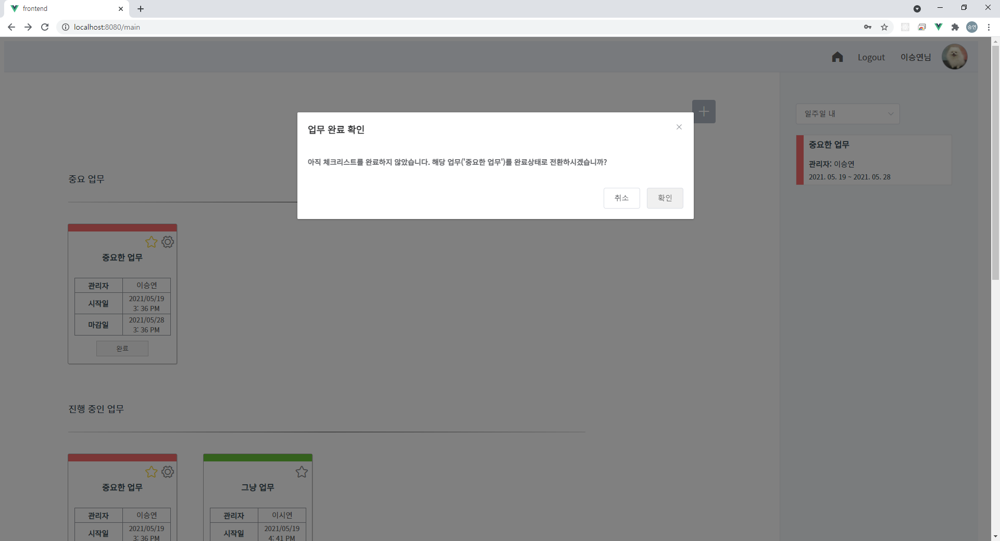 frontend
localhost:8080/main
승연
Logout
이승연님
일주일 내
중요한 업무
관리자: 이승연
2021. 05. 19 ~ 2021. 05. 28
업무 완료 확인
아직 체크리스트를 완료하지 않았습니다. 해당 업무('중요한 업무')를 완료상태로 전환하시겠습니까?
취소
확인
중요 업무
중요한 업무
관리자 이승연
시작일 2021/05/19
3: 36 PM
마감일 2021/05/28
3: 36 PM
완료
진행 중인 업무
중요한 업무
관리자 이승연
시작일 2021/05/19
3: 36 PM
그냥 업무
관리자 이시연
시작일 2021/05/19
4: 41 PM